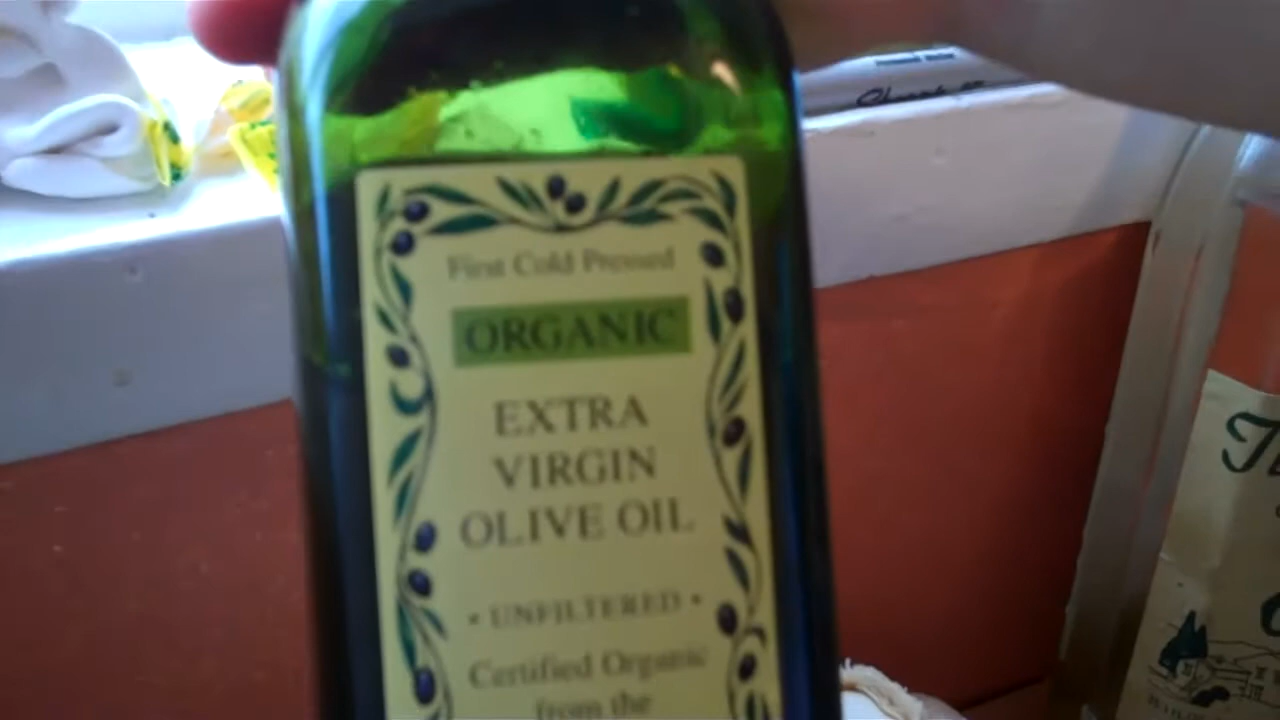 First Cold Pressed
ORGANIC
EXTRA
VIRGIN
OLIVE OIL
• UNFILTERED •
Certified Organic
from the